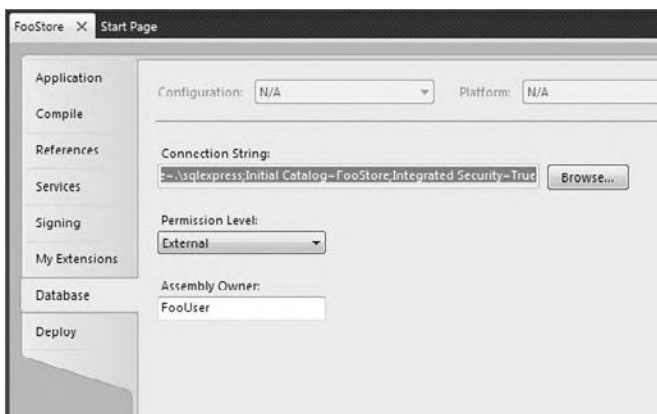 FooStore X Start Page
Application
Compile
References
Services
Signing
My Extensions
Database
Deploy
Configuration: N/A Platform: N/A
Connection String:
e=.\sqlexpress;Initial Catalog=FooStore;Integrated Security=True Browse...
Permission Level:
External
Assembly Owner:
FooUser